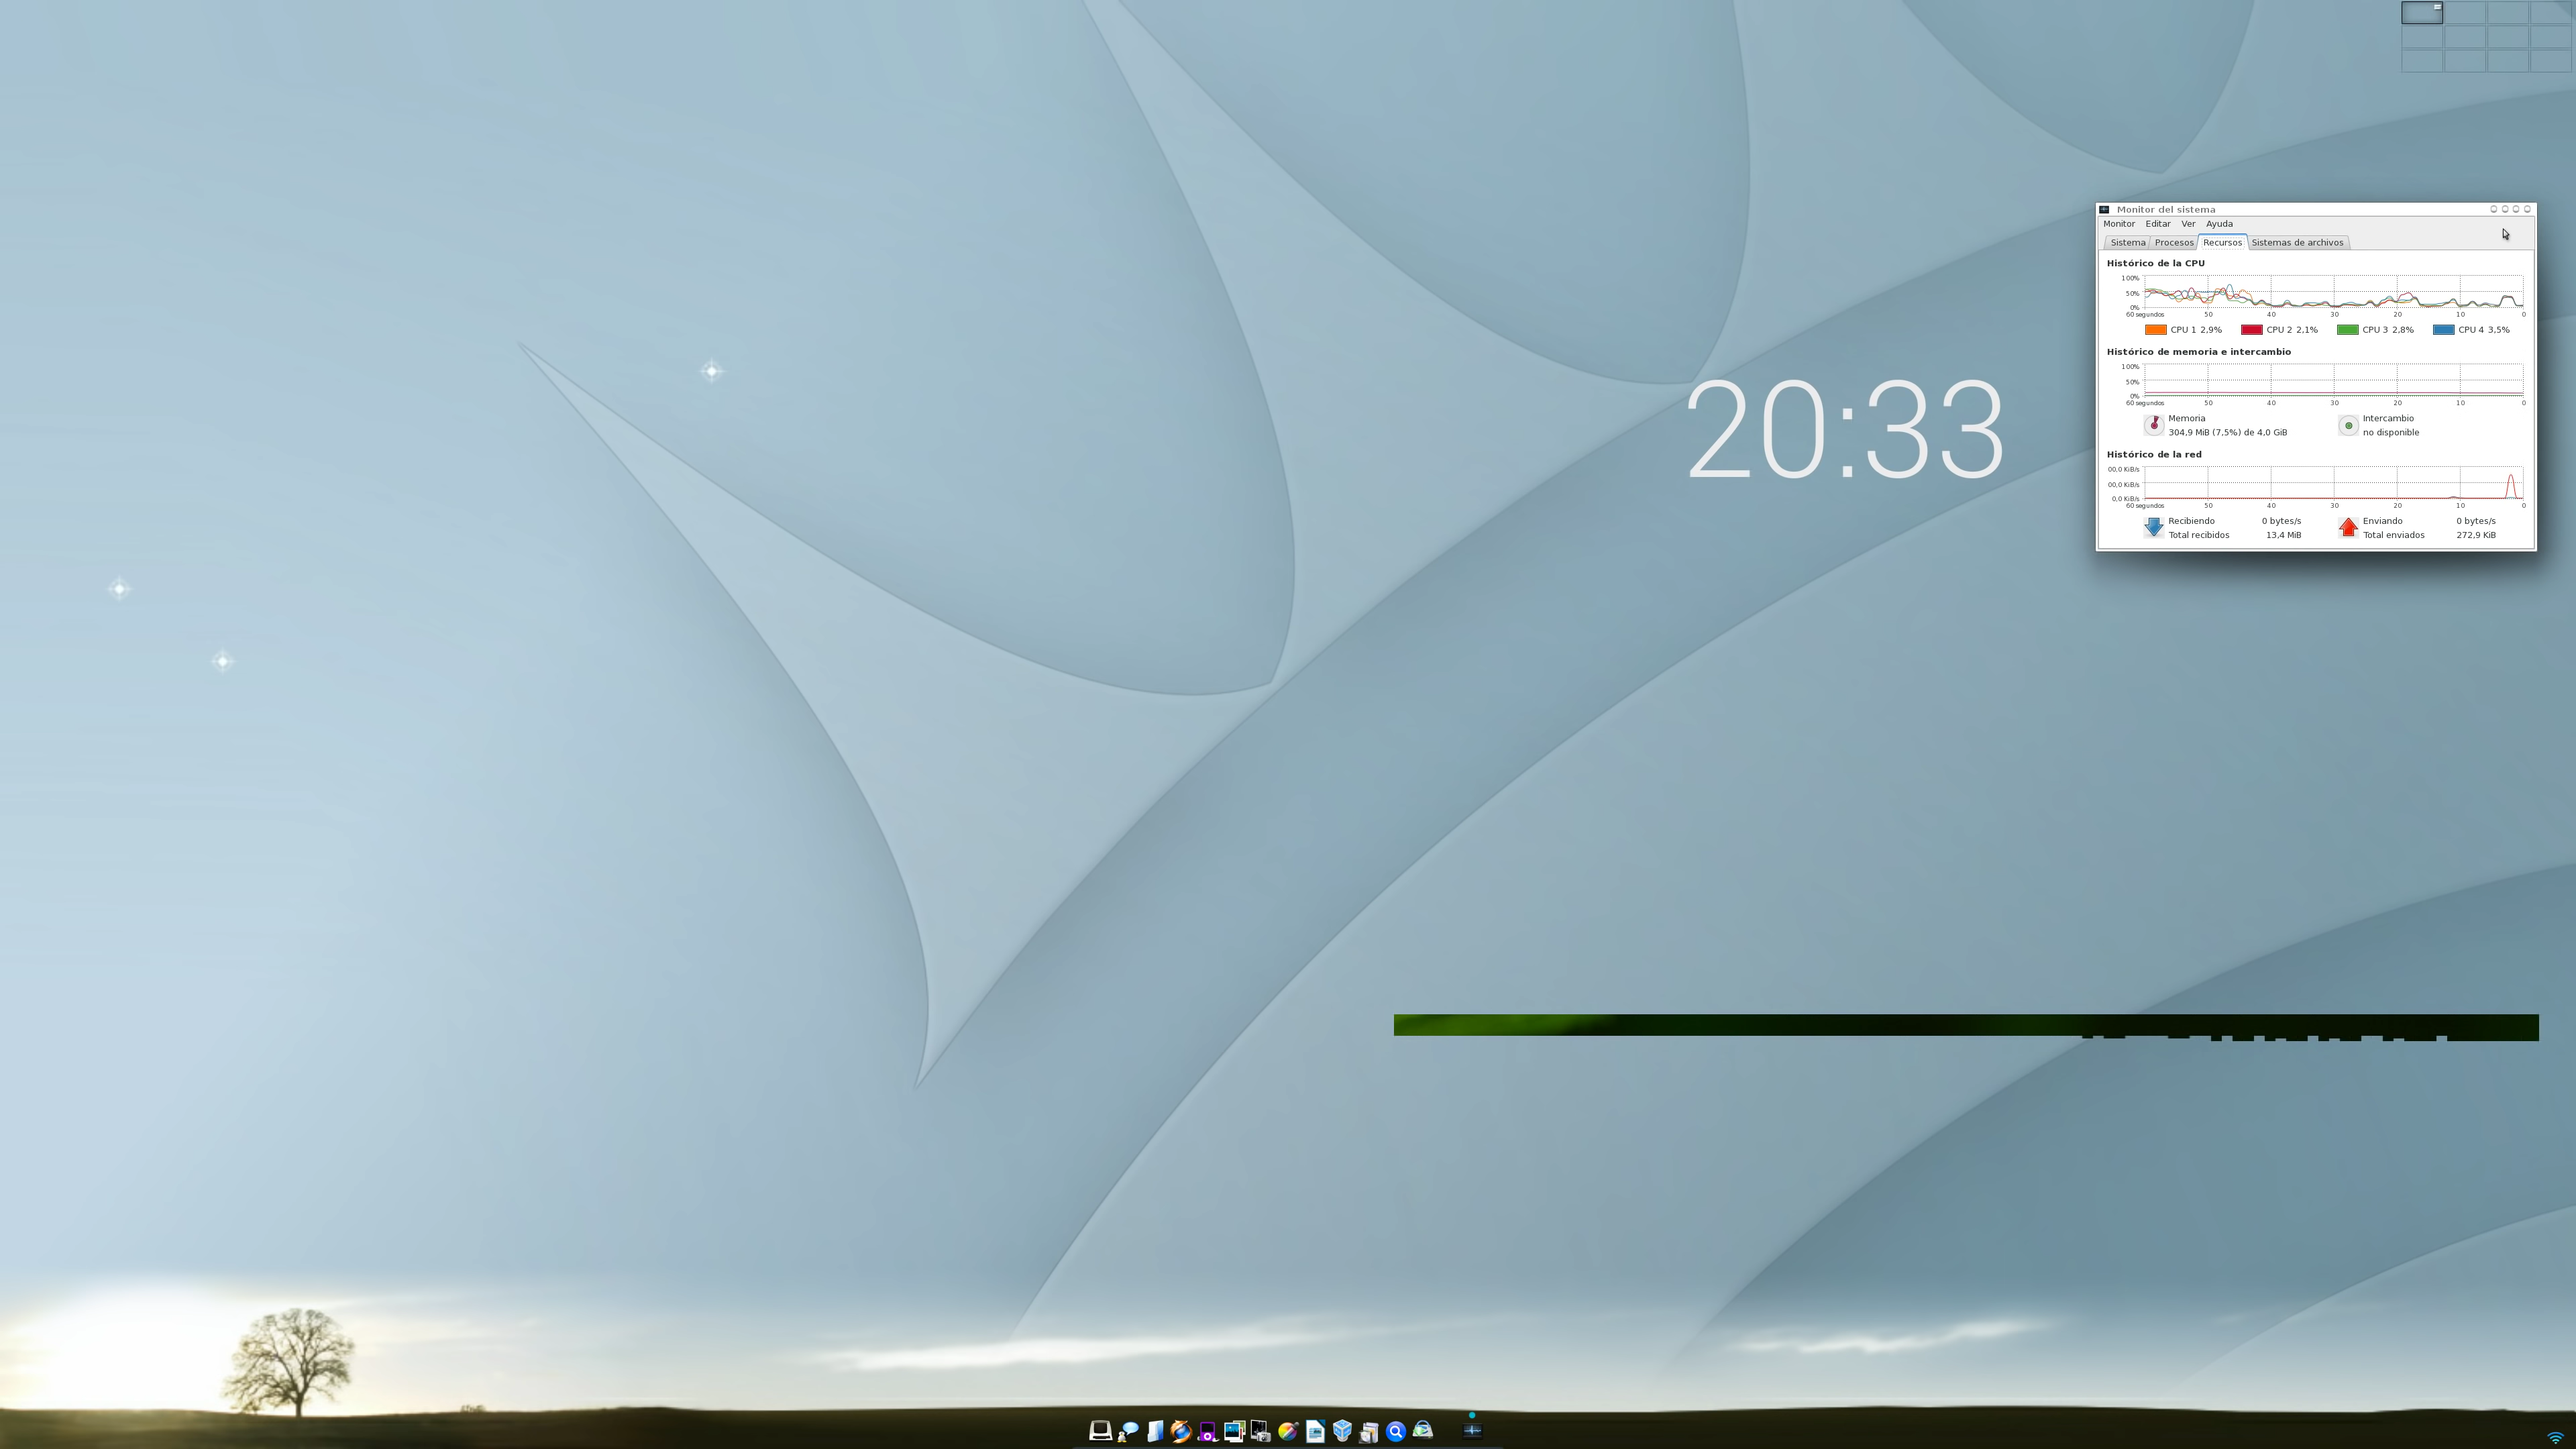 Monitor del sistema
Monitor Editar Ver Ayuda
Sistema Procesos Recursos Sistemas de archivos
Histórico de la CPU
100%
50%
0%
60 segundos 50 40 30 20 10 0
CPU 1 2,9% CPU 2 2,1% CPU 3 2,8% CPU 4 3,5%
Histórico de memoria e intercambio
100%
50%
0%
60 segundos 50 40 30 20 10 0
Memoria Intercambio
304,9 MiB (7,5%) de 4,0 GiB no disponible
Histórico de la red
00,0 KiB/s
00,0 KiB/s
0,0 KiB/s
60 segundos 50 40 30 20 10 0
Recibiendo 0 bytes/s Enviando 0 bytes/s
Total recibidos 13,4 MiB Total enviados 272,9 KiB
20:33